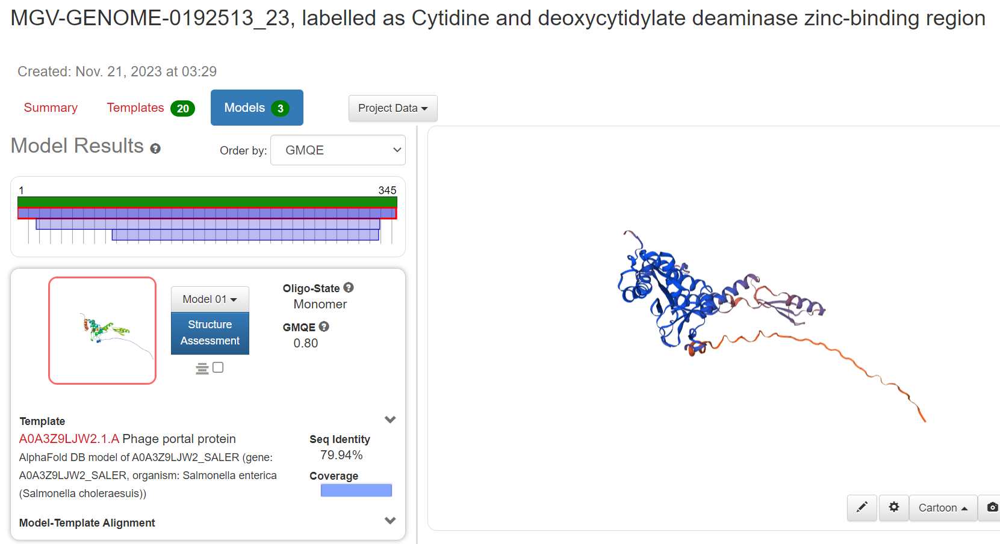 MGV-GENOME-0192513_23, labelled as Cytidine and deoxycytidylate deaminase zinc-binding region
Created: Nov. 21, 2023 at 03:29
Summary Templates 20 Models 3 Project Data
Model Results ? Order by: GMQE
1 345
Model 01
Structure
Assessment
Oligo-State ?
Monomer
GMQE ?
0.80
Template
A0A3Z9LJW2.1.A Phage portal protein
AlphaFold DB model of A0A3Z9LJW2_SALER (gene:
A0A3Z9LJW2_SALER, organism: Salmonella enterica
(Salmonella choleraesuis))
Seq Identity
79.94%
Coverage
Model-Template Alignment
Cartoon